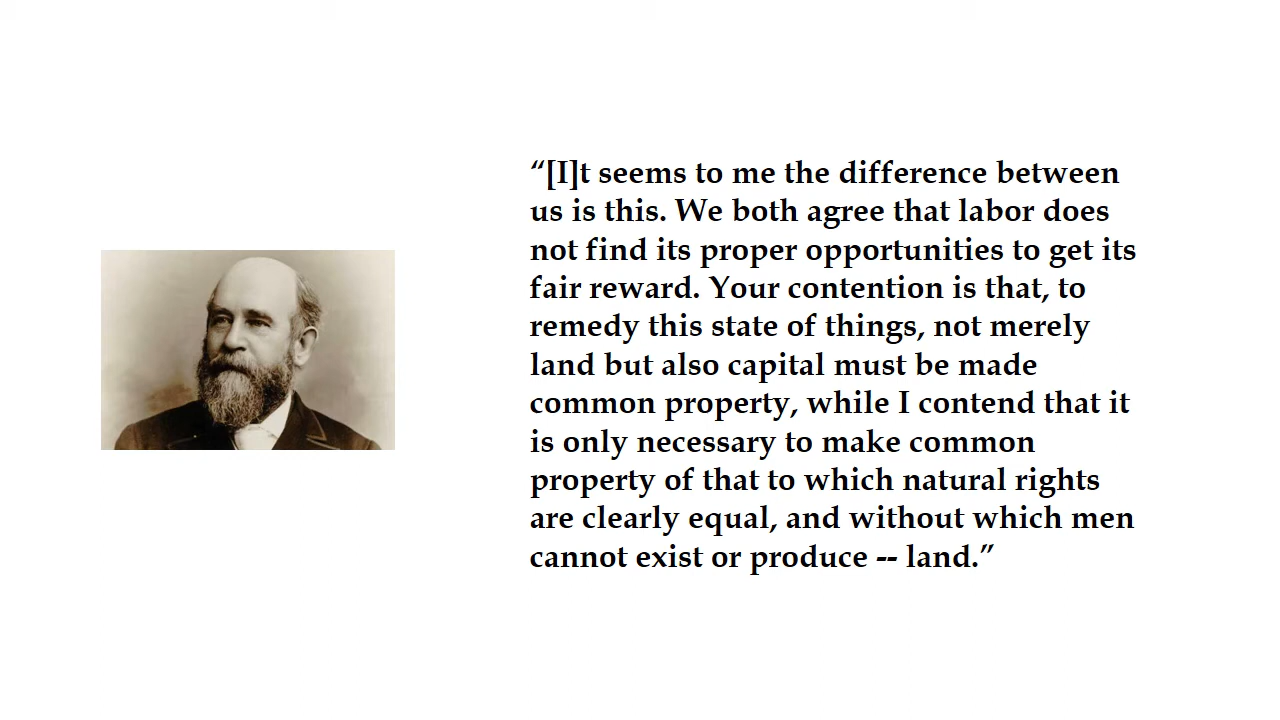 “[I]t seems to me the difference between
us is this. We both agree that labor does
not find its proper opportunities to get its
fair reward. Your contention is that, to
remedy this state of things, not merely
land but also capital must be made
common property, while I contend that it
is only necessary to make common
property of that to which natural rights
are clearly equal, and without which men
cannot exist or produce -- land.”